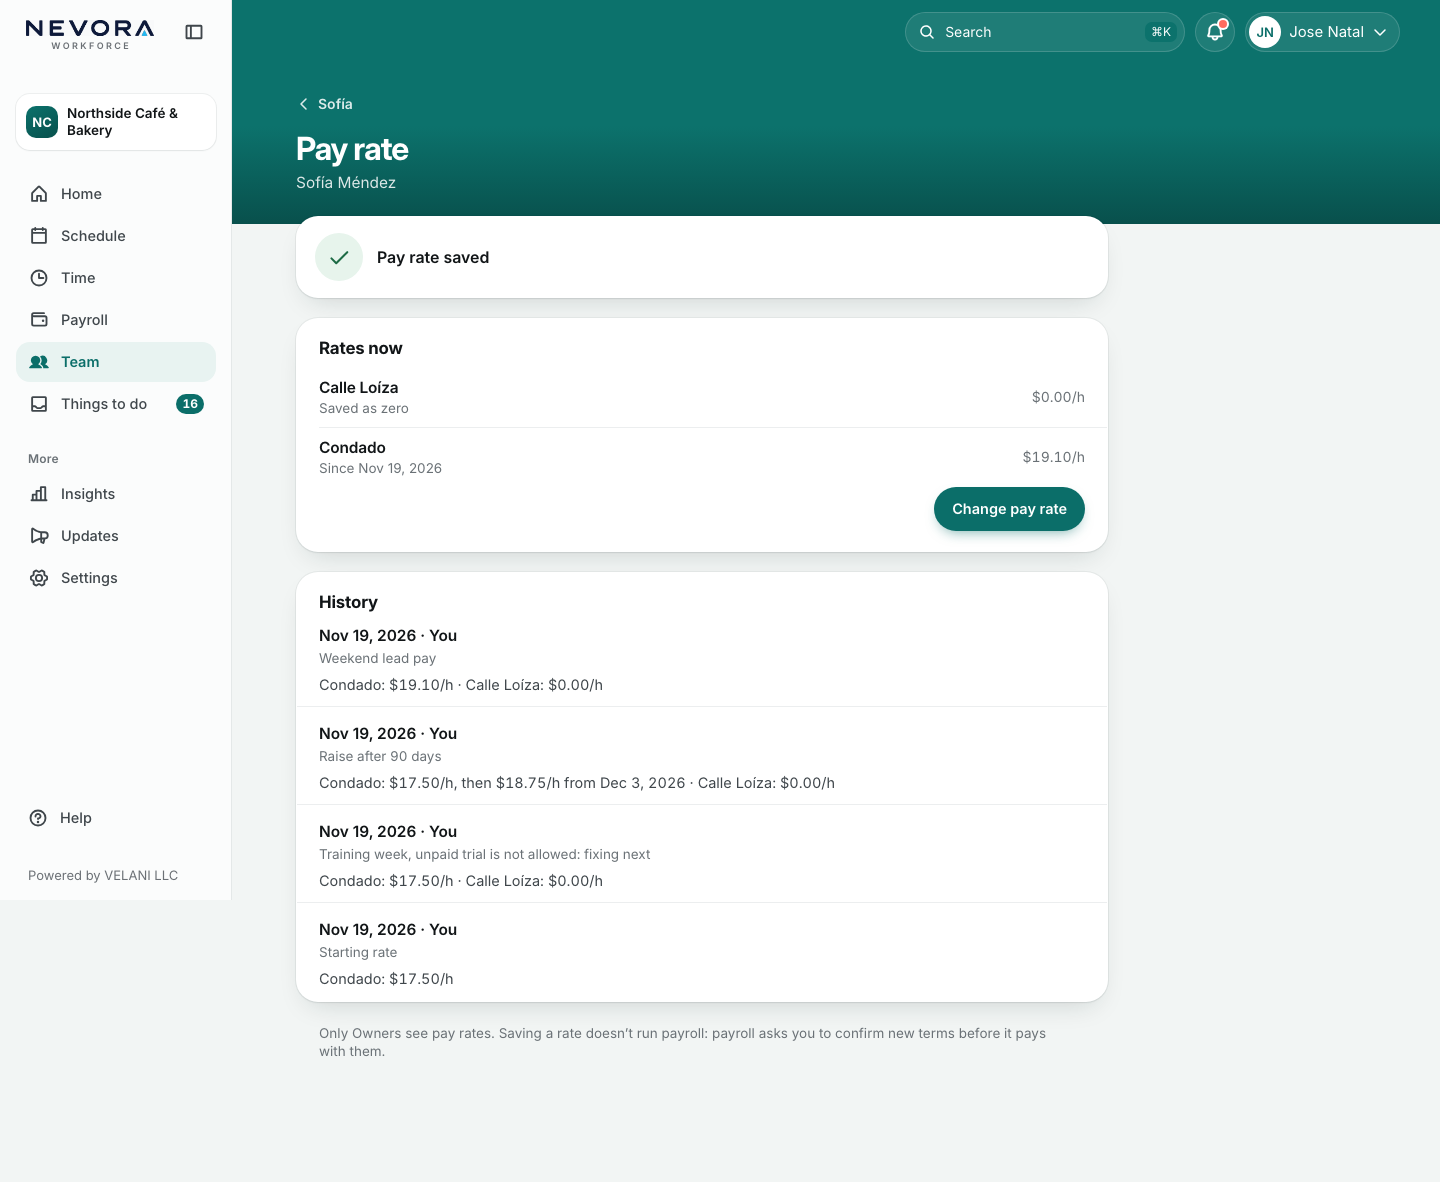 NEVORA
WORKFORCE
Search
⌘K
JN
Jose Natal
NC
Northside Café &
Bakery
Home
Schedule
Time
Payroll
Team
Things to do
16
More
Insights
Updates
Settings
Help
Powered by VELANI LLC
Sofía
Pay rate
Sofía Méndez
Pay rate saved
Rates now
Calle Loíza
Saved as zero
$0.00/h
Condado
Since Nov 19, 2026
$19.10/h
Change pay rate
History
Nov 19, 2026 · You
Weekend lead pay
Condado: $19.10/h · Calle Loíza: $0.00/h
Nov 19, 2026 · You
Raise after 90 days
Condado: $17.50/h, then $18.75/h from Dec 3, 2026 · Calle Loíza: $0.00/h
Nov 19, 2026 · You
Training week, unpaid trial is not allowed: fixing next
Condado: $17.50/h · Calle Loíza: $0.00/h
Nov 19, 2026 · You
Starting rate
Condado: $17.50/h
Only Owners see pay rates. Saving a rate doesn’t run payroll: payroll asks you to confirm new terms before it pays
with them.